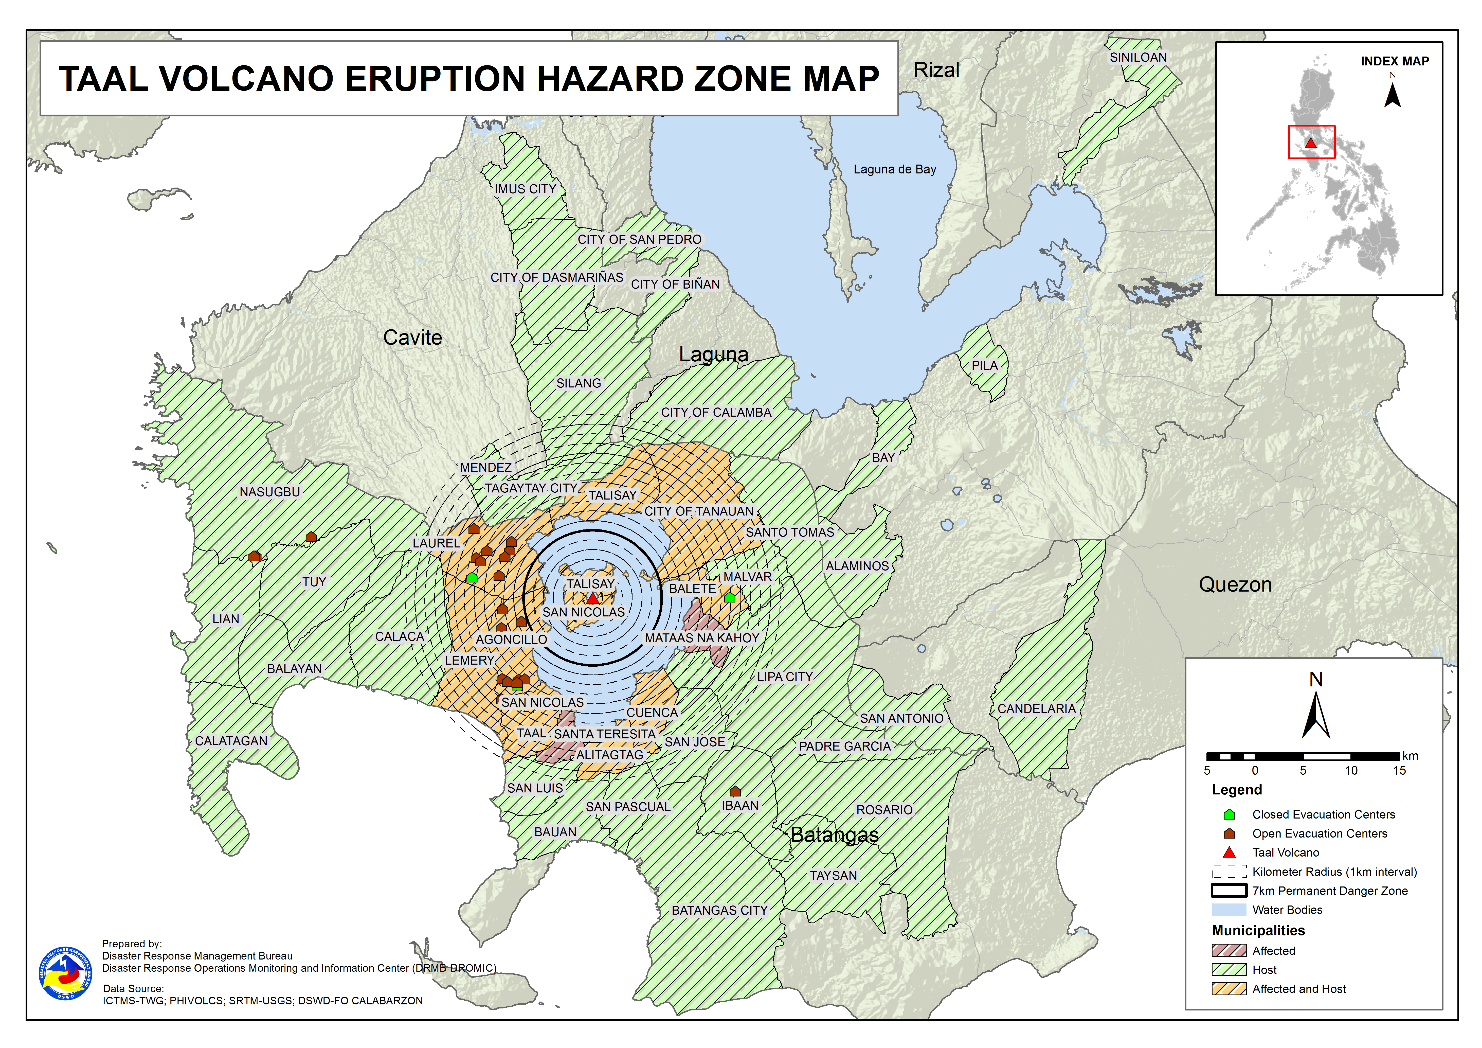 TAAL VOLCANO ERUPTION HAZARD ZONE MAP
Rizal
SINILOAN
INDEX MAP
N
Laguna de Bay
IMUS CITY
CITY OF SAN PEDRO
CITY OF DASMARIÑAS
CITY OF BIÑAN
Cavite
Laguna
PILA
SILANG
CITY OF CALAMBA
BAY
MENDEZ
TAGAYTAY CITY
NASUGBU
TALISAY
CITY OF TANAUAN
SANTO TOMAS
LAUREL
ALAMINOS
TUY
TALISAY
MALVAR
BALETE
Quezon
SAN NICOLAS
LIAN
CALACA
AGONCILLO
MATAAS NA KAHOY
LEMERY
BALAYAN
LIPA CITY
SAN NICOLAS
CUENCA
SAN ANTONIO
CANDELARIA
CALATAGAN
TAAL
SANTA TERESITA
SAN JOSE
PADRE GARCIA
ALITAGTAG
SAN LUIS
SAN PASCUAL
IBAAN
ROSARIO
BAUAN
Batangas
TAYSAN
BATANGAS CITY
N
km
5 0 5 10 15
Legend
Closed Evacuation Centers
Open Evacuation Centers
Taal Volcano
Kilometer Radius (1km interval)
7km Permanent Danger Zone
Water Bodies
Municipalities
Affected
Host
Affected and Host
Prepared by:
Disaster Response Management Bureau
Disaster Response Operations Monitoring and Information Center (DRMB DROMIC)
Data Source:
ICTMS-TWG; PHIVOLCS; SRTM-USGS; DSWD-FO CALABARZON